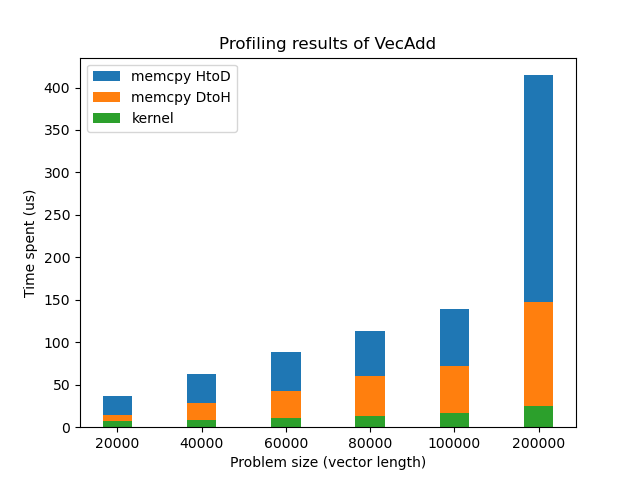 Profiling results of VecAdd
memcpy HtoD
memcpy DtoH
kernel
Time spent (us)
400
350
300
250
200
150
100
50
0
20000 40000 60000 80000 100000 200000
Problem size (vector length)